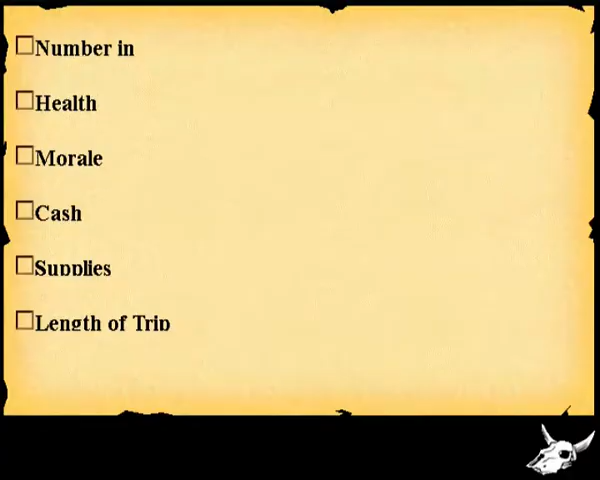 Number in
Health
Morale
Cash
Supplies
Length of Trip